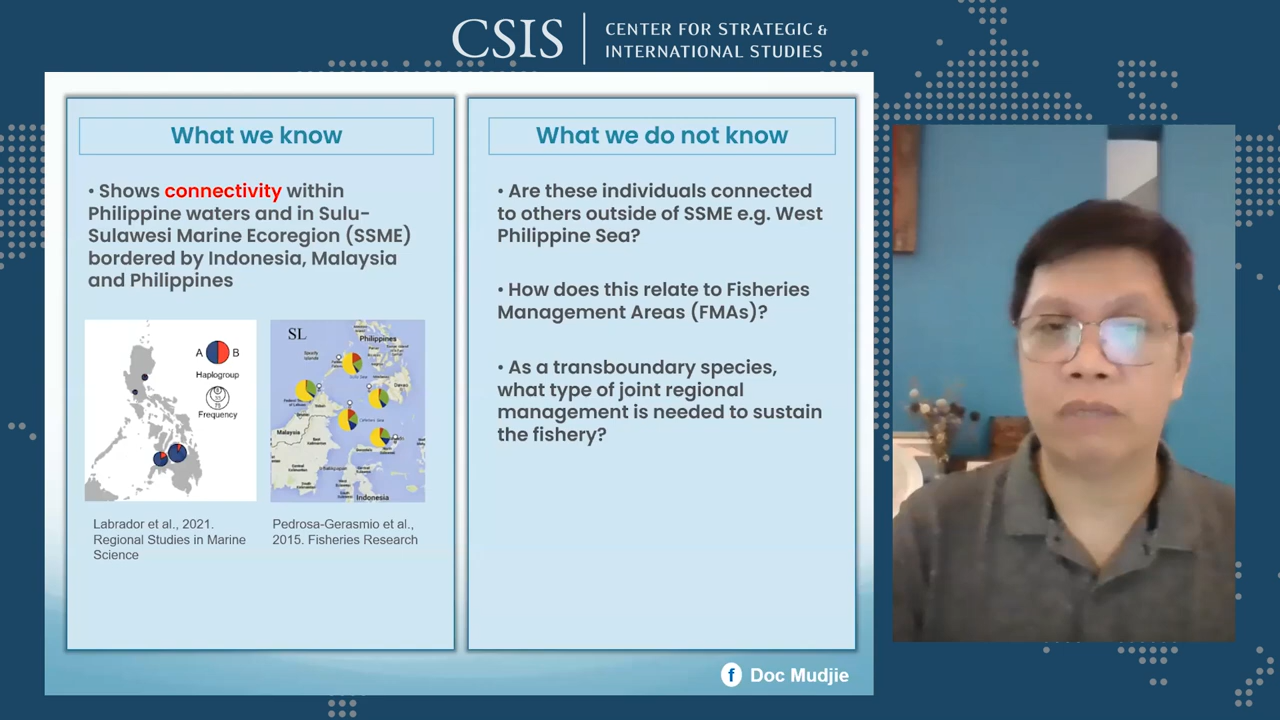 CSIS
CENTER FOR STRATEGIC &
INTERNATIONAL STUDIES
What we know
• Shows connectivity within
Philippine waters and in Sulu-
Sulawesi Marine Ecoregion (SSME)
bordered by Indonesia, Malaysia
and Philippines
A B
Haplogroup
Frequency
SL
Philippines
Malaysia
Indonesia
Labrador et al., 2021.
Regional Studies in Marine
Science
Pedrosa-Gerasmio et al.,
2015. Fisheries Research
What we do not know
• Are these individuals connected
to others outside of SSME e.g. West
Philippine Sea?
• How does this relate to Fisheries
Management Areas (FMAs)?
• As a transboundary species,
what type of joint regional
management is needed to sustain
the fishery?
f Doc Mudjie